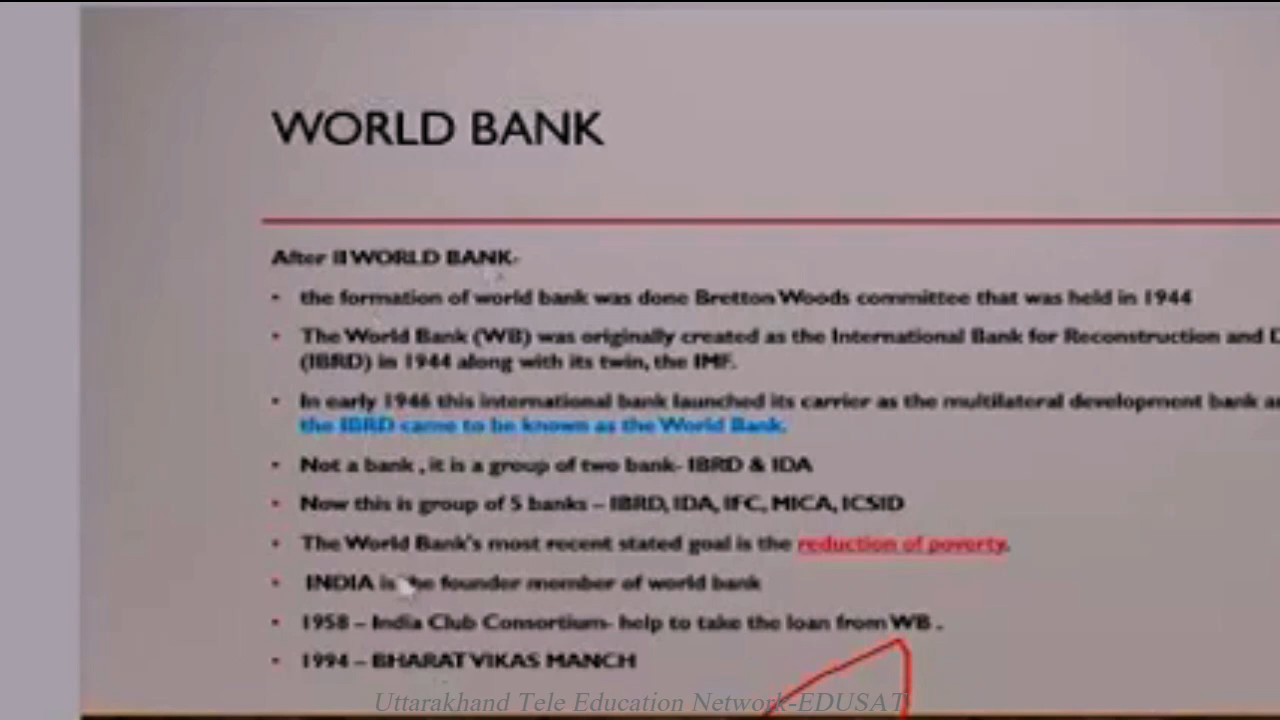 WORLD BANK
After II WORLD BANK-
• the formation of world bank was done Bretton Woods committee that was held in 1944
• The World Bank (WB) was originally created as the International Bank for Reconstruction and D
(IBRD) in 1944 along with its twin, the IMF.
• In early 1946 this international bank launched its carrier as the multilateral development bank an
the IBRD came to be known as the World Bank.
• Not a bank , it is a group of two bank- IBRD & IDA
• Now this is group of 5 banks – IBRD, IDA, IFC, MICA, ICSID
• The World Bank's most recent stated goal is the reduction of poverty.
• INDIA is the founder member of world bank
• 1958 – India Club Consortium- help to take the loan from WB .
• 1994 – BHARAT VIKAS MANCH
Uttarakhand Tele Education Network-EDUSAT